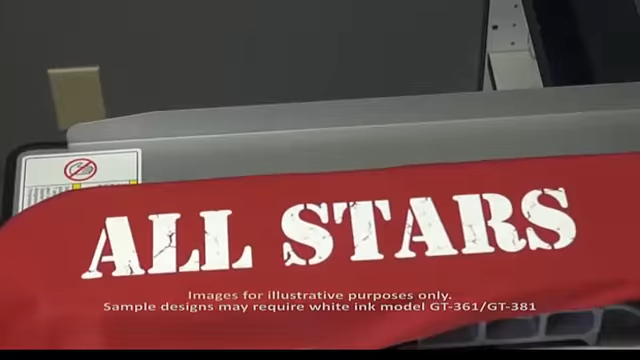 ALL STARS
Images for illustrative purposes only.
Sample designs may require white ink model GT-361/GT-381